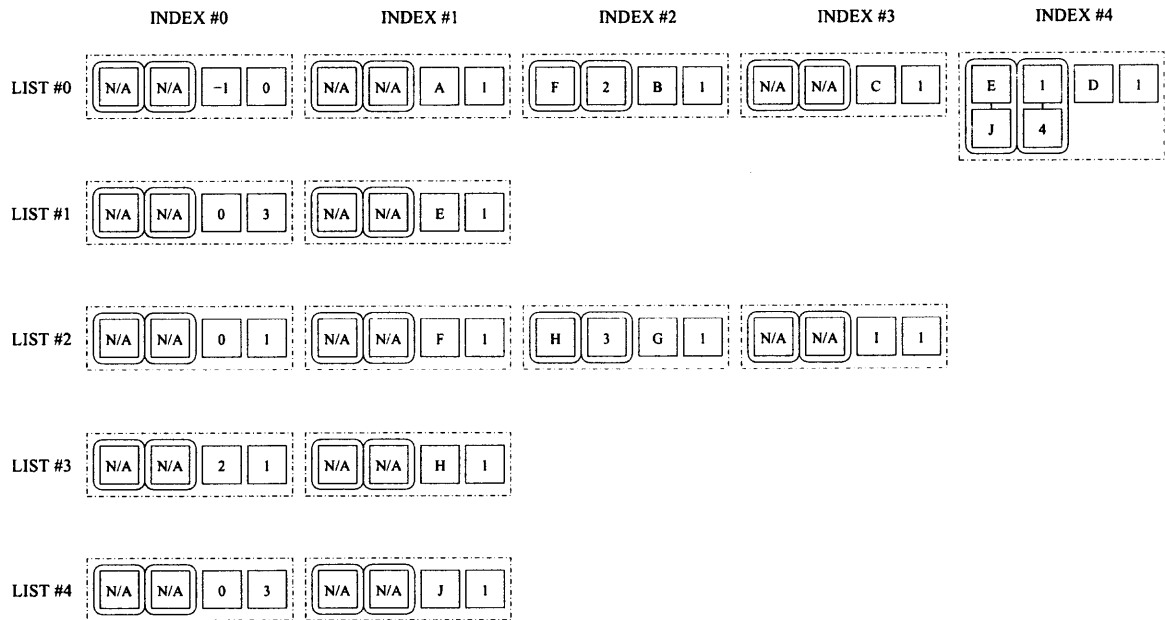 INDEX #0 INDEX #1 INDEX #2 INDEX #3 INDEX #4
LIST #0 N/A N/A -1 0 N/A N/A A 1 F 2 B 1 N/A N/A C 1 E 1 D 1
J 4
LIST #1 N/A N/A 0 3 N/A N/A E 1
LIST #2 N/A N/A 0 1 N/A N/A F 1 H 3 G 1 N/A N/A I 1
LIST #3 N/A N/A 2 1 N/A N/A H 1
LIST #4 N/A N/A 0 3 N/A N/A J 1